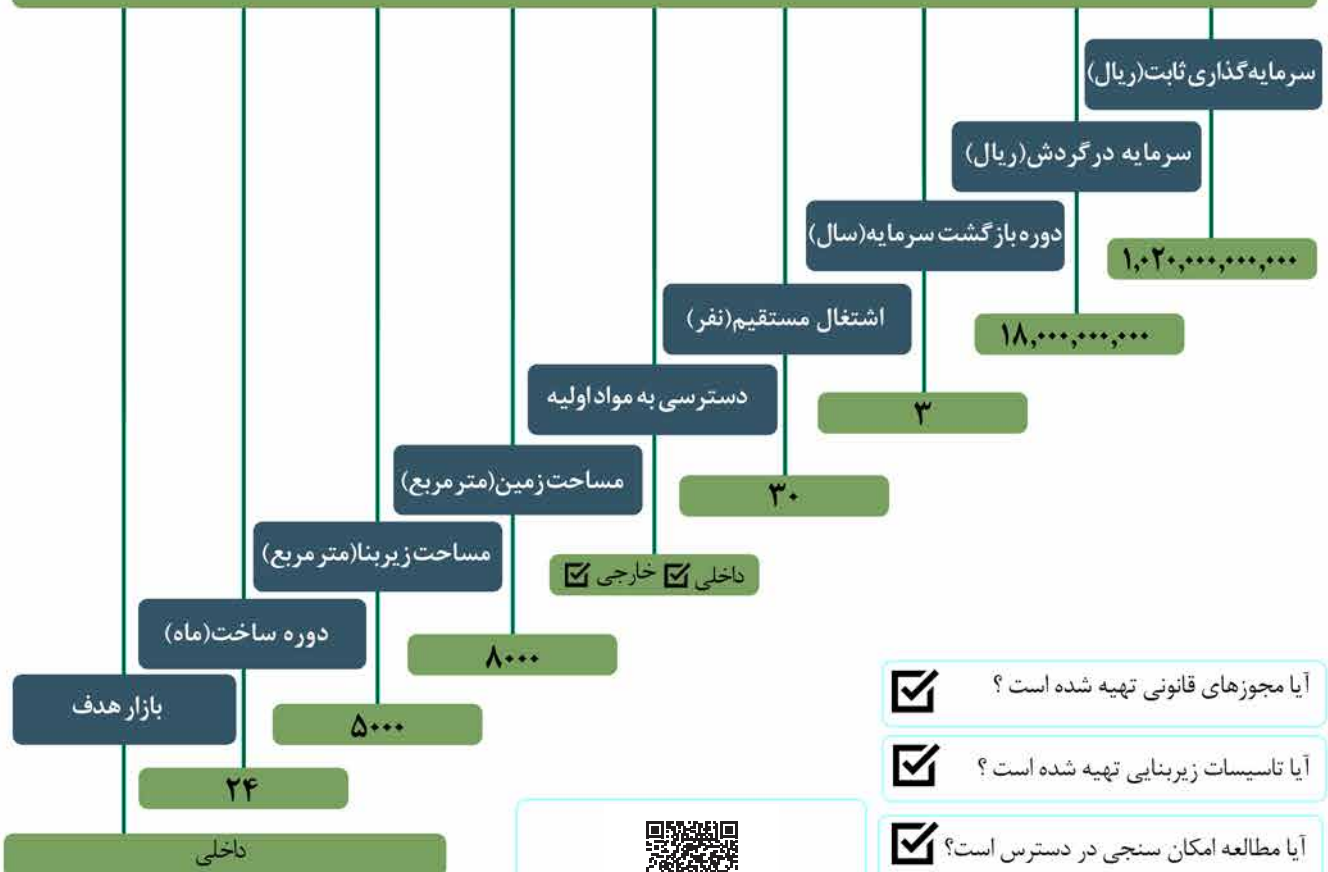 سرمایه‌گذاری ثابت(ریال)
۱,۰۲۰,۰۰۰,۰۰۰,۰۰۰
سرمایه در گردش(ریال)
۱۸,۰۰۰,۰۰۰,۰۰۰
دوره بازگشت سرمایه(سال)
۳
اشتغال مستقیم(نفر)
۳۰
دسترسی به مواد اولیه
داخلی ☑ خارجی ☑
مساحت زمین(متر مربع)
۸۰۰۰
مساحت زیربنا(متر مربع)
۵۰۰۰
دوره ساخت(ماه)
۲۴
بازار هدف
داخلی
آیا مجوزهای قانونی تهیه شده است ؟ ☑
آیا تاسیسات زیربنایی تهیه شده است ؟ ☑
آیا مطالعه امکان سنجی در دسترس است؟ ☑